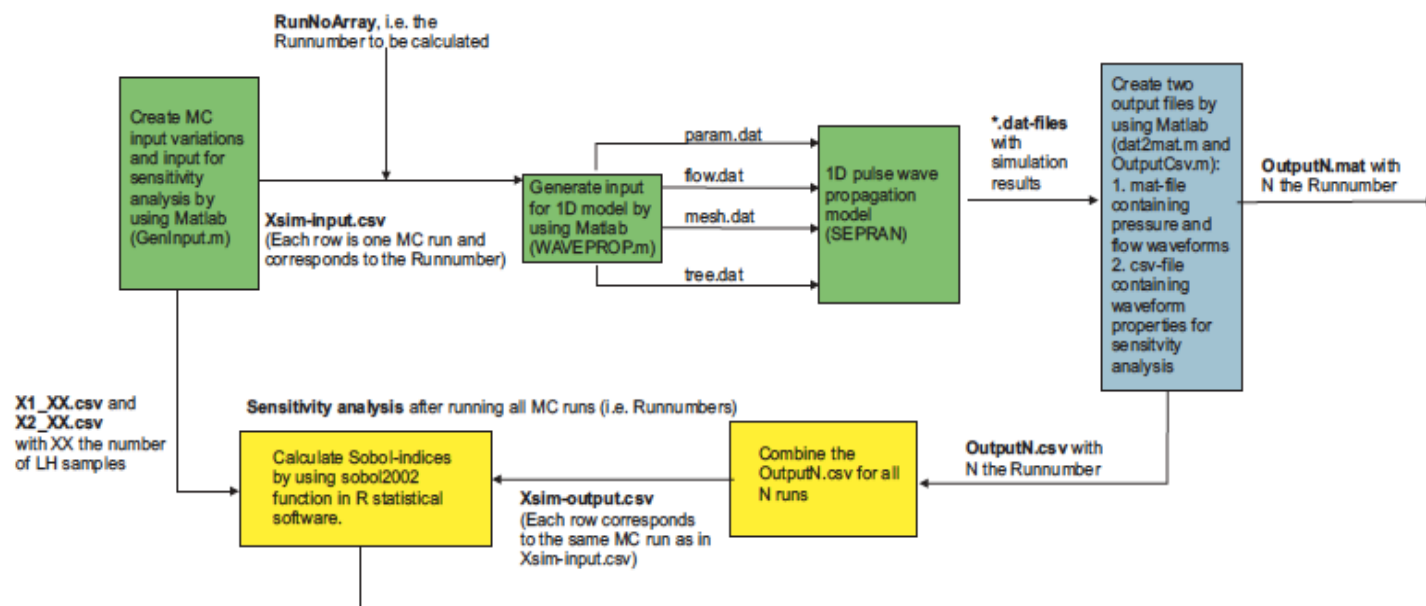 RunNoArray, i.e. the
Runnumber to be calculated
Create MC
input variations
and input for
sensitivity
analysis by
using Matlab
(GenInput.m)
Xsim-input.csv
(Each row is one MC run and
corresponds to the Runnumber)
Generate input
for 1D model by
using Matlab
(WAVEPROP.m)
param.dat
flow.dat
mesh.dat
tree.dat
1D pulse wave
propagation
model
(SEPRAN)
*.dat-files
with
simulation
results
Create two
output files by
using Matlab
(dat2mat.m and
OutputCsv.m):
1. mat-file
containing
pressure and
flow waveforms
2. csv-file
containing
waveform
properties for
sensitvity
analysis
OutputN.mat with
N the Runnumber
X1_XX.csv and
X2_XX.csv
with XX the number
of LH samples
Sensitivity analysis after running all MC runs (i.e. Runnumbers)
Calculate Sobol-indices
by using sobol2002
function in R statistical
software.
Xsim-output.csv
(Each row corresponds
to the same MC run as in
Xsim-input.csv)
Combine the
OutputN.csv for all
N runs
OutputN.csv with
N the Runnumber